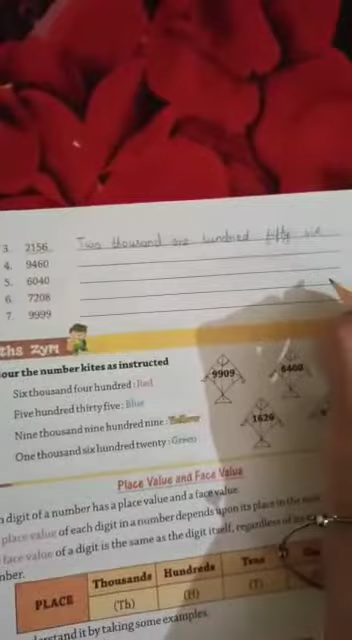 3. 2156 Two thousand one hundred fifty six
4. 9460
5. 6040
6. 7208
7. 9999
ths Zym
our the number kites as instructed
Six thousand four hundred : Red
Five hundred thirty five : Blue
Nine thousand nine hundred nine : Yellow
One thousand six hundred twenty : Green
9909
6400
1620
Place Value and Face Value
digit of a number has a place value and a face value.
place value of each digit in a number depends upon its place in the
face value of a digit is the same as the digit itself, regardless of
mber.
PLACE Thousands Hundreds Tens
(Th) (H) (T)
derstand it by taking some examples.